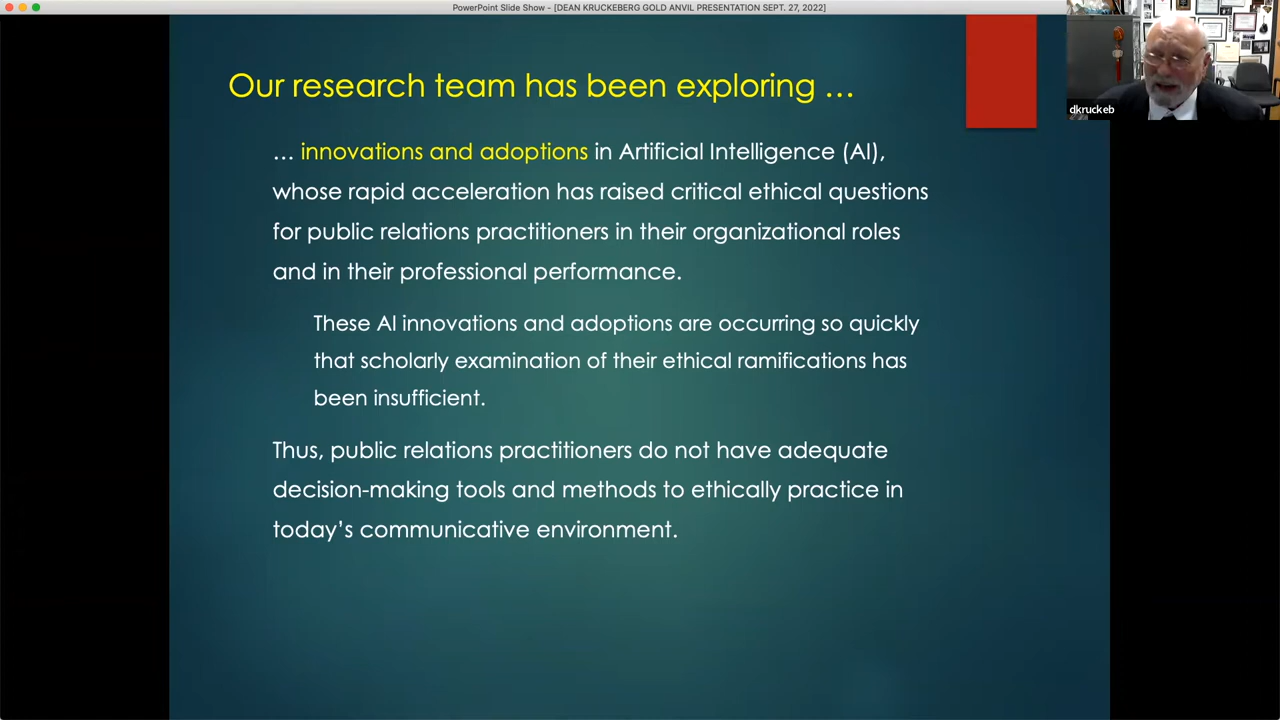 PowerPoint Slide Show - [DEAN KRUCKEBERG GOLD ANVIL PRESENTATION SEPT. 27, 2022]
Our research team has been exploring …
dkruckeb
… innovations and adoptions in Artificial Intelligence (AI),
whose rapid acceleration has raised critical ethical questions
for public relations practitioners in their organizational roles
and in their professional performance.
These AI innovations and adoptions are occurring so quickly
that scholarly examination of their ethical ramifications has
been insufficient.
Thus, public relations practitioners do not have adequate
decision-making tools and methods to ethically practice in
today’s communicative environment.